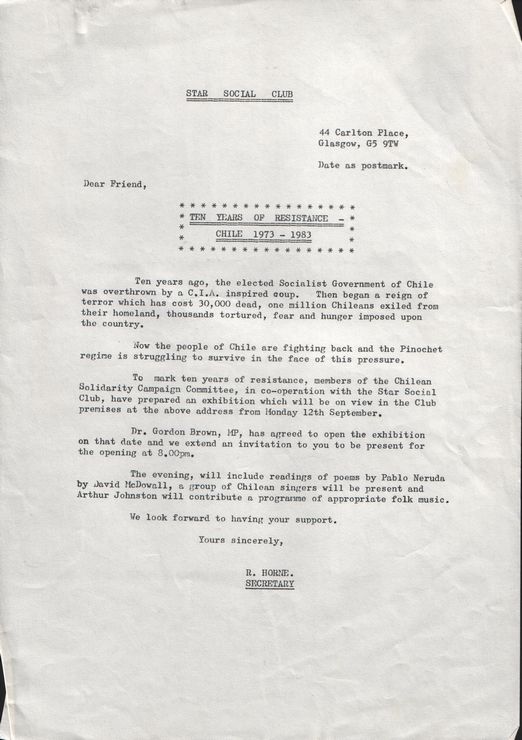 STAR SOCIAL CLUB
44 Carlton Place,
Glasgow, G5 9TW
Date as postmark.
Dear Friend,
* * * * * * * * * * * * * * * * *
* TEN YEARS OF RESISTANCE - *
* CHILE 1973 - 1983 *
* * * * * * * * * * * * * * * * *
Ten years ago, the elected Socialist Government of Chile
was overthrown by a C.I.A. inspired coup. Then began a reign of
terror which has cost 30,000 dead, one million Chileans exiled from
their homeland, thousands tortured, fear and hunger imposed upon
the country.
Now the people of Chile are fighting back and the Pinochet
regime is struggling to survive in the face of this pressure.
To mark ten years of resistance, members of the Chilean
Solidarity Campaign Committee, in co-operation with the Star Social
Club, have prepared an exhibition which will be on view in the Club
premises at the above address from Monday 12th September.
Dr. Gordon Brown, MP, has agreed to open the exhibition
on that date and we extend an invitation to you to be present for
the opening at 8.00pm.
The evening, will include readings of poems by Pablo Neruda
by David McDowall, a group of Chilean singers will be present and
Arthur Johnston will contribute a programme of appropriate folk music.
We look forward to having your support.
Yours sincerely,
R. HORNE.
SECRETARY